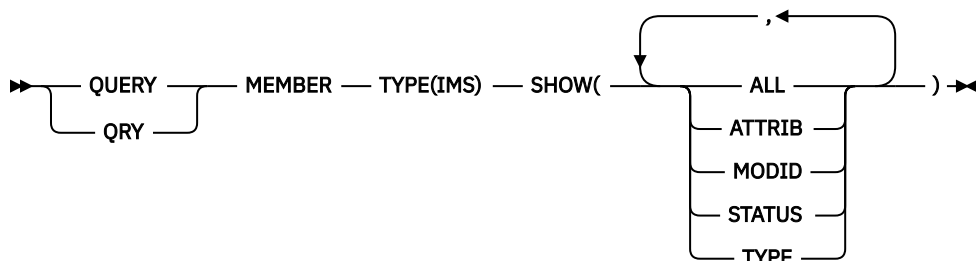 ,
QUERY MEMBER TYPE(IMS) SHOW( ALL )
QRY
ATTRIB
MODID
STATUS
TYPE